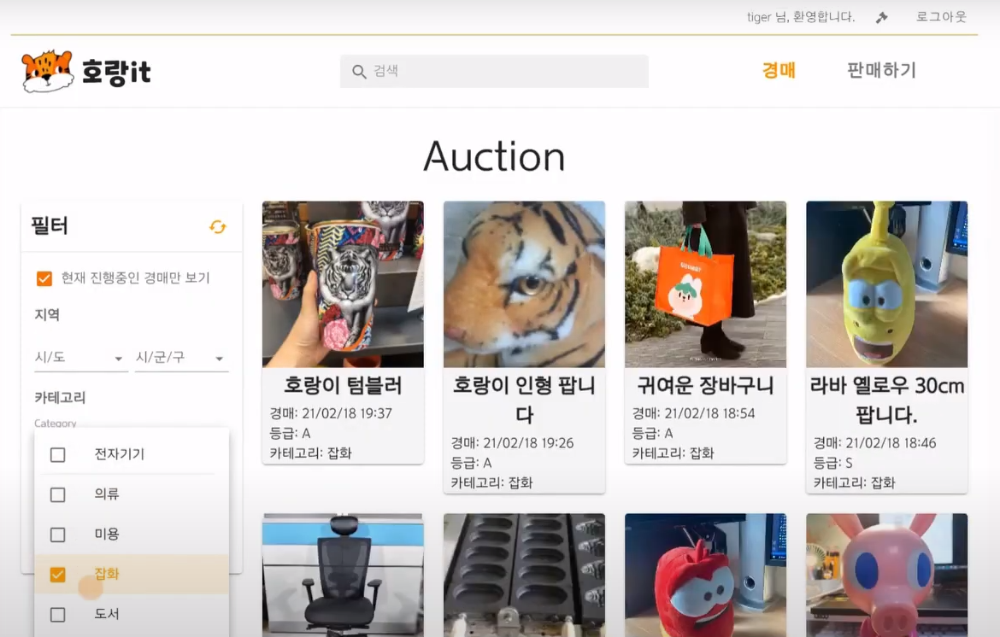 tiger 님, 환영합니다.
로그아웃
호랑it
검색
경매
판매하기
Auction
필터
현재 진행중인 경매만 보기
지역
시/도
시/군/구
카테고리
Category
전자기기
의류
미용
잡화
도서
호랑이 텀블러
경매: 21/02/18 19:37
등급: A
카테고리: 잡화
호랑이 인형 팝니
다
경매: 21/02/18 19:26
등급: A
카테고리: 잡화
귀여운 장바구니
경매: 21/02/18 18:54
등급: A
카테고리: 잡화
라바 옐로우 30cm
팝니다.
경매: 21/02/18 18:46
등급: S
카테고리: 잡화